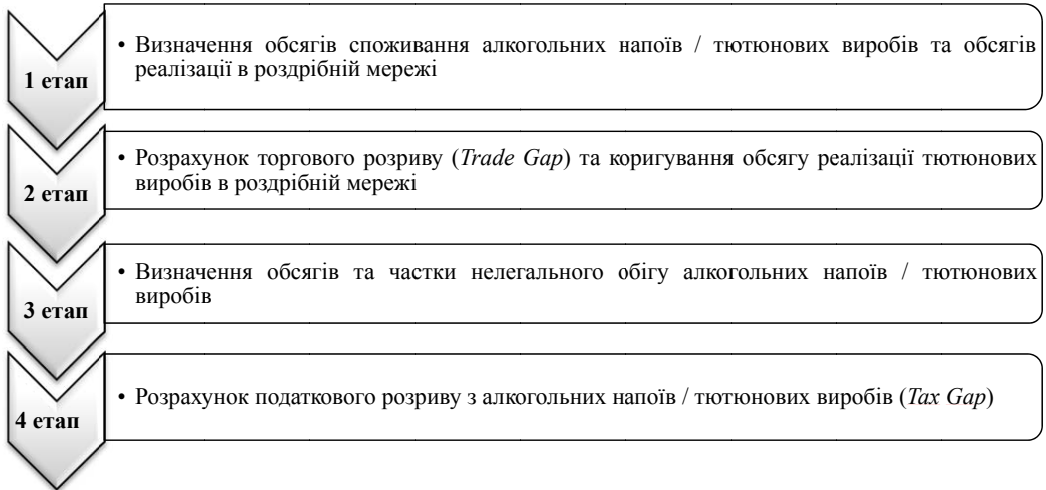 1 етап
• Визначення обсягів споживання алкогольних напоїв / тютюнових виробів та обсягів
реалізації в роздрібній мережі
2 етап
• Розрахунок торгового розриву (Trade Gap) та коригування обсягу реалізації тютюнових
виробів в роздрібній мережі
3 етап
• Визначення обсягів та частки нелегального обігу алкогольних напоїв / тютюнових
виробів
4 етап
• Розрахунок податкового розриву з алкогольних напоїв / тютюнових виробів (Tax Gap)